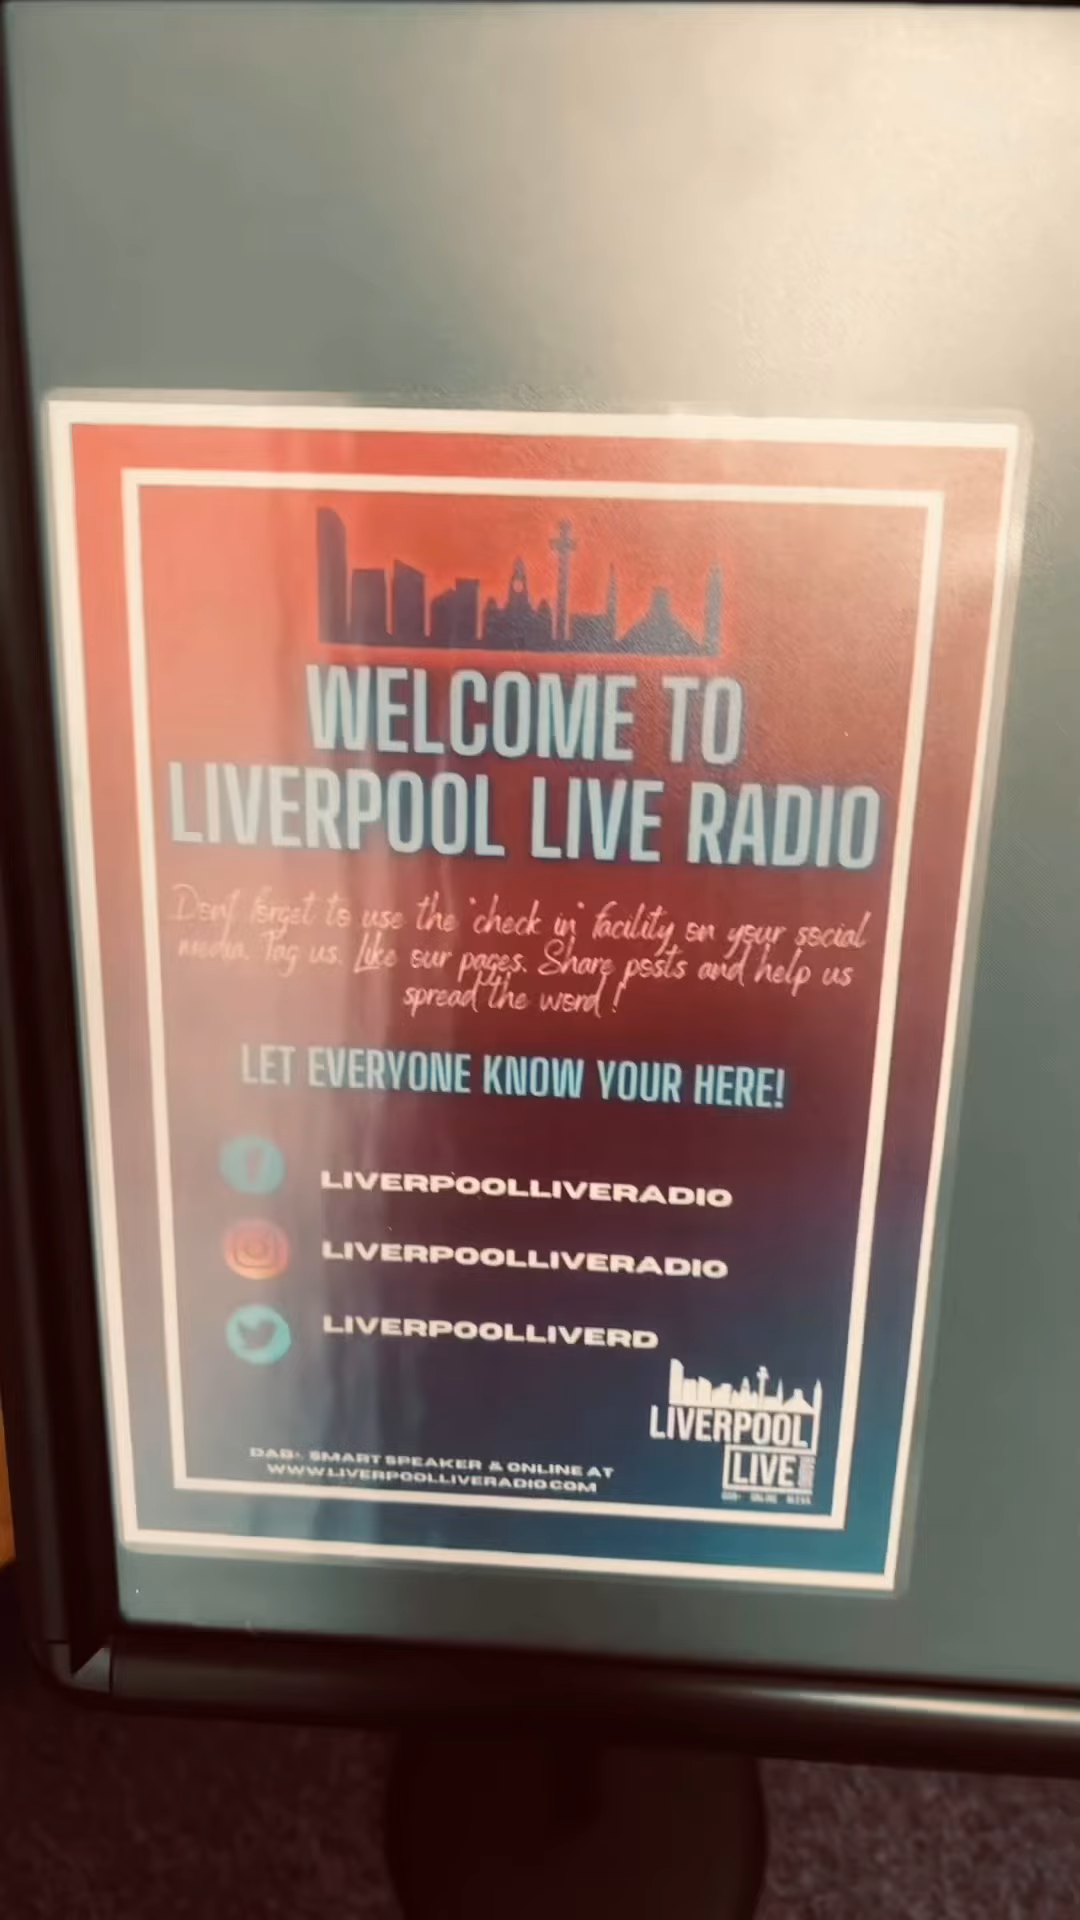 WELCOME TO
LIVERPOOL LIVE RADIO
Dont forget to use the 'check in' facility on your social
media. Tag us. Like our pages. Share posts and help us
spread the word!
LET EVERYONE KNOW YOUR HERE!
LIVERPOOLLIVERADIO
LIVERPOOLLIVERADIO
LIVERPOOLLIVERD
DAB+, SMART SPEAKER & ONLINE AT
WWW.LIVERPOOLLIVERADIO.COM
LIVERPOOL
LIVE